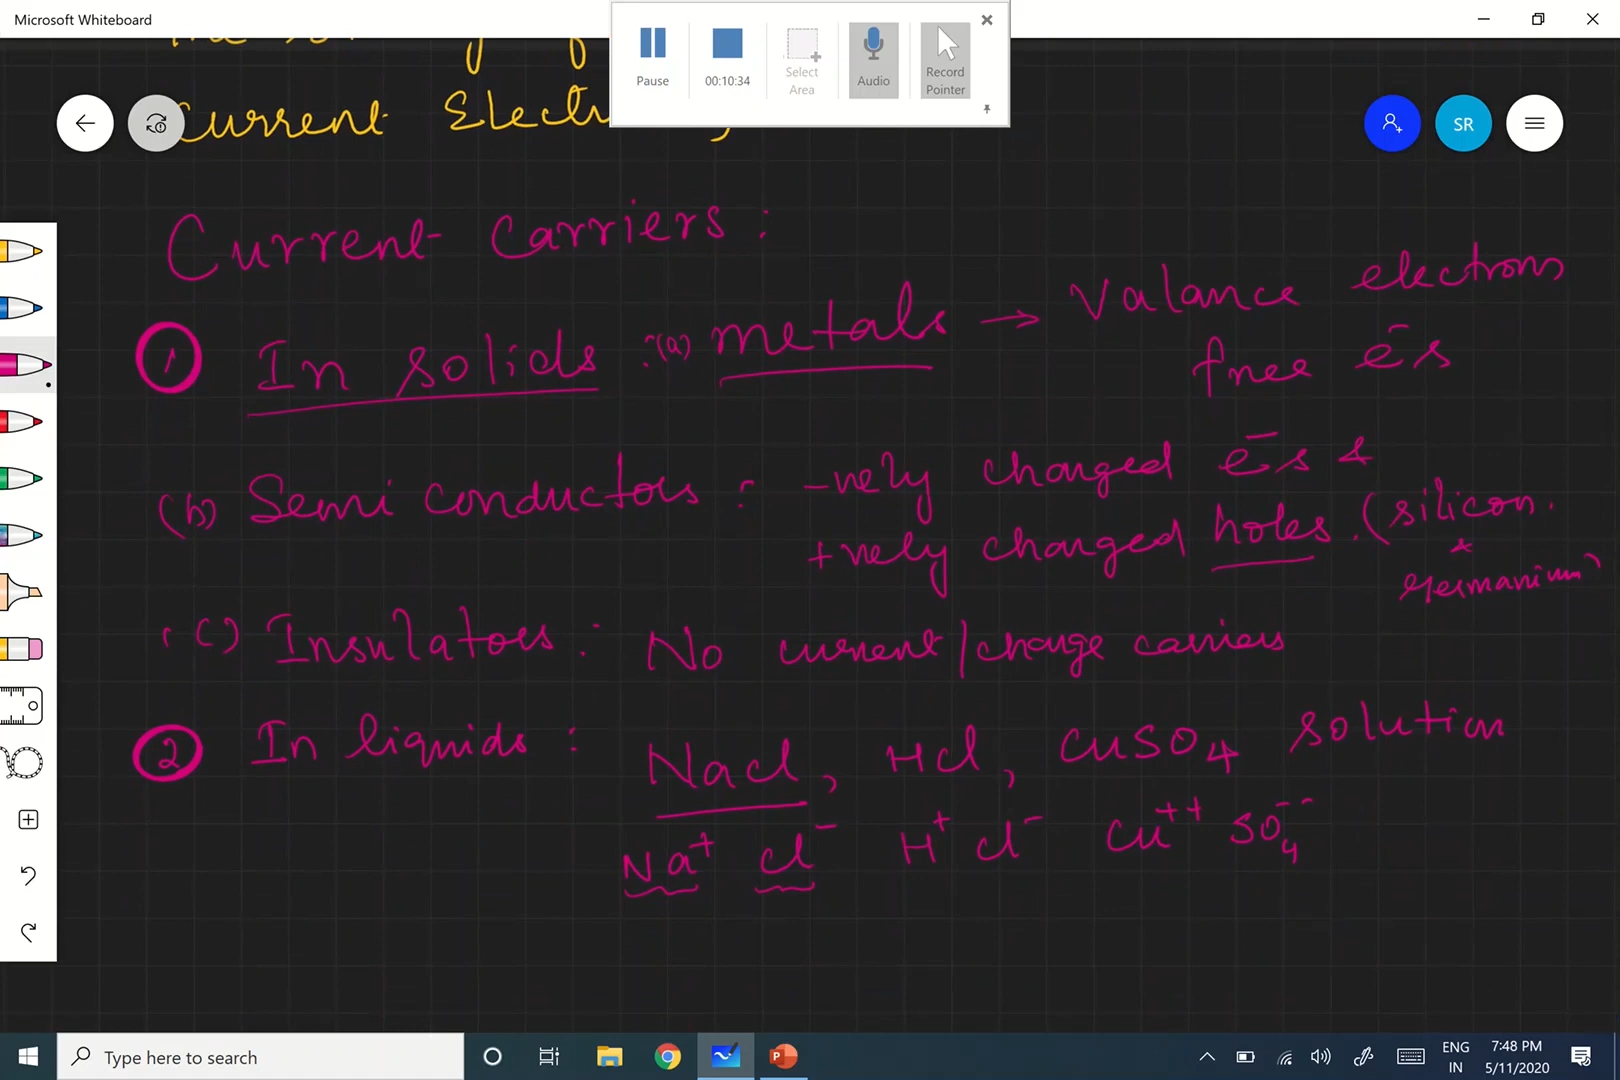 Microsoft Whiteboard
Pause
00:10:34
Select
Area
Audio
Record
Pointer
Current
SR
Current carriers:
1 In solids :(a) metals → Valance electrons
free e̅s
(b) Semi conductors : -vely charged e̅s &
+vely charged holes. (silicon.
& germanium)
(c) Insulators: No current/charge carriers
2 In liquids: NaCl, HCl, CuSO4 solution
Na+ Cl- H+ Cl- Cu++ SO4--
P
Type here to search
ENG
IN
7:48 PM
5/11/2020